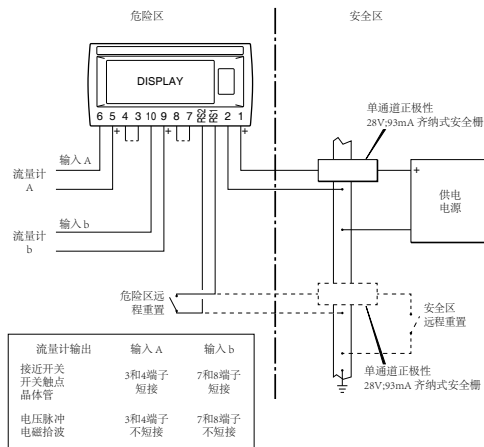 危险区
安全区
DISPLAY
6 5 4 3 10 9 8 7 RS2 RS1 2 1
+ + +
输入 A
流量计
A
输入 b
流量计
b
单通道正极性
28V;93mA 齐纳式安全栅
+
供电
电源
危险区远
程重置
安全区
远程重置
单通道正极性
28V;93mA 齐纳式安全栅
流量计输出 输入 A 输入 b
接近开关
开关触点
晶体管
3和4端子
短接
7和8端子
短接
电压脉冲
电磁拾波
3和4端子
不短接
7和8端子
不短接